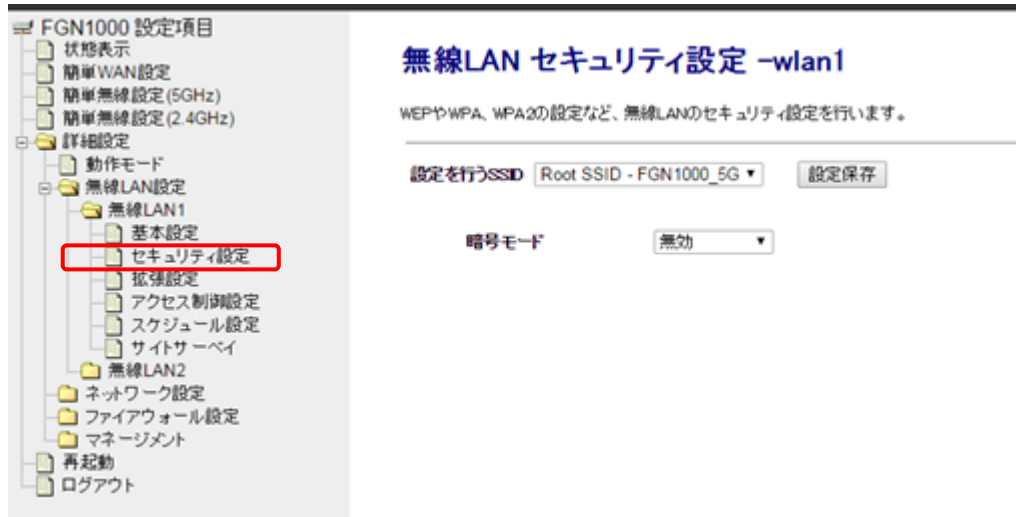 FGN1000 設定項目
状態表示
簡単WAN設定
簡単無線設定(5GHz)
簡単無線設定(2.4GHz)
詳細設定
動作モード
無線LAN設定
無線LAN1
基本設定
セキュリティ設定
拡張設定
アクセス制御設定
スケジュール設定
サイトサーベイ
無線LAN2
ネットワーク設定
ファイアウォール設定
マネージメント
再起動
ログアウト
無線LAN セキュリティ設定 -wlan1
WEPやWPA、WPA2の設定など、無線LANのセキュリティ設定を行います。
設定を行うSSID Root SSID - FGN1000_5G 設定保存
暗号モード 無効